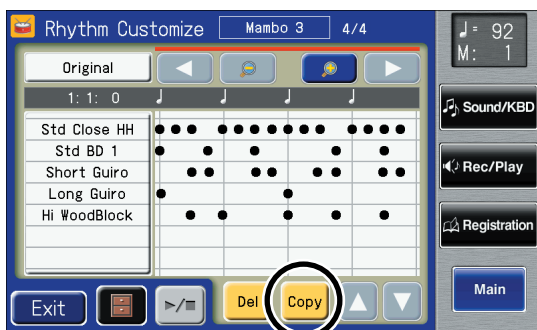 Rhythm Customize Mambo 3 4/4
♩= 92
M: 1
Original
1: 1: 0
Std Close HH
Std BD 1
Short Guiro
Long Guiro
Hi WoodBlock
Sound/KBD
Rec/Play
Registration
Main
Exit
Del
Copy